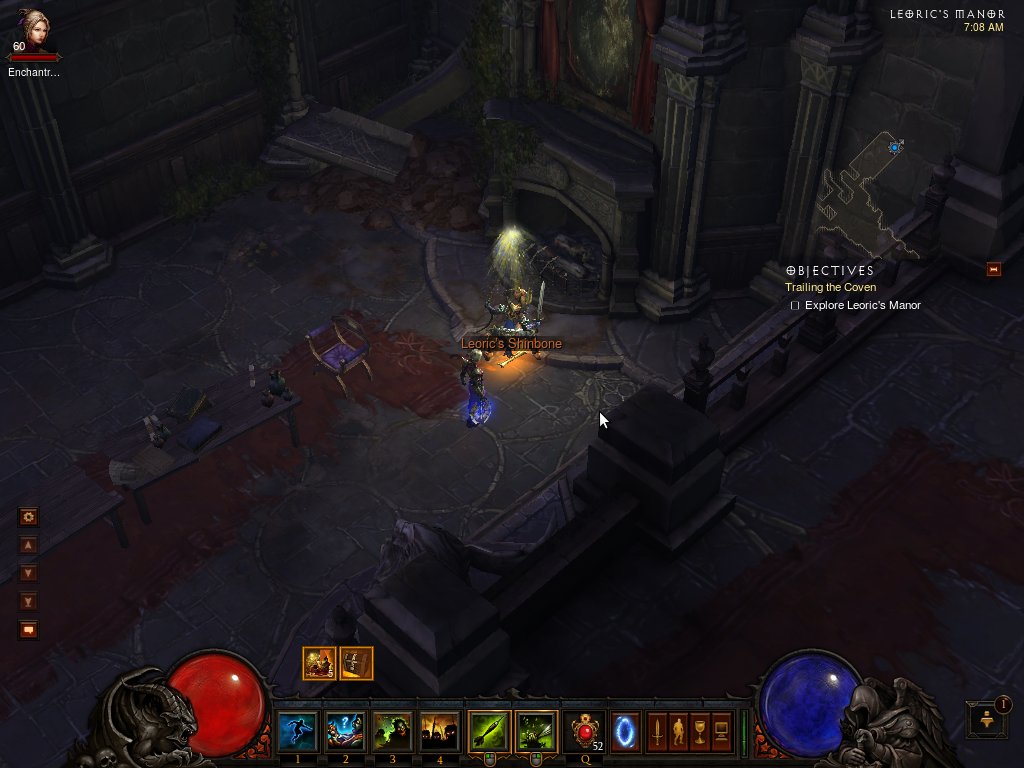 LEORIC'S MANOR
7:08 AM
60
Enchantr...
OBJECTIVES
Trailing the Coven
Explore Leoric's Manor
Leoric's Shinbone
5
1
2
3
4
52
Q
1